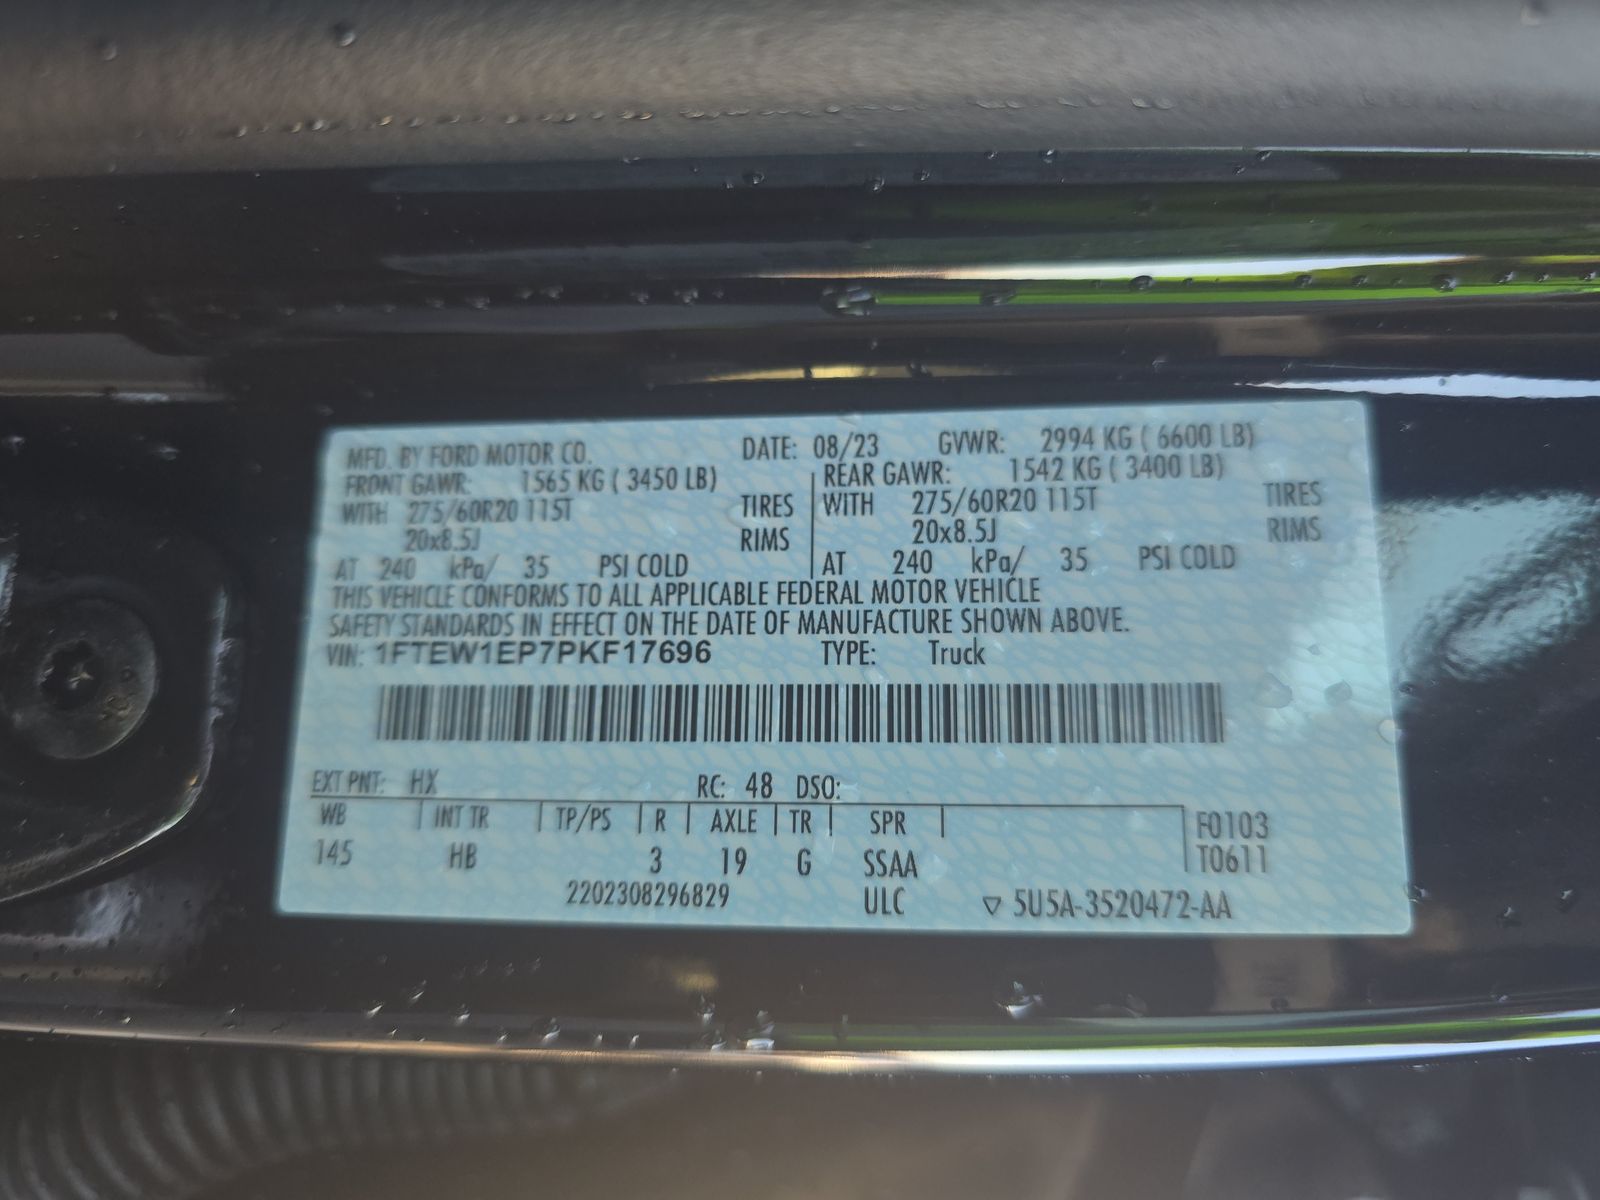 MFD. BY FORD MOTOR CO. DATE: 08/23 GVWR: 2994 KG ( 6600 LB)
FRONT GAWR: 1565 KG ( 3450 LB) REAR GAWR: 1542 KG ( 3400 LB)
WITH 275/60R20 115T TIRES WITH 275/60R20 115T TIRES
20x8.5J RIMS 20x8.5J RIMS
AT 240 kPa/ 35 PSI COLD AT 240 kPa/ 35 PSI COLD
THIS VEHICLE CONFORMS TO ALL APPLICABLE FEDERAL MOTOR VEHICLE
SAFETY STANDARDS IN EFFECT ON THE DATE OF MANUFACTURE SHOWN ABOVE.
VIN: 1FTEW1EP7PKF17696 TYPE: Truck
EXT PNT: HX RC: 48 DSO:
WB INT TR TP/PS R AXLE TR SPR F0103
145 HB 3 19 G SSAA T0611
2202308296829 ULC ▽ 5U5A-3520472-AA